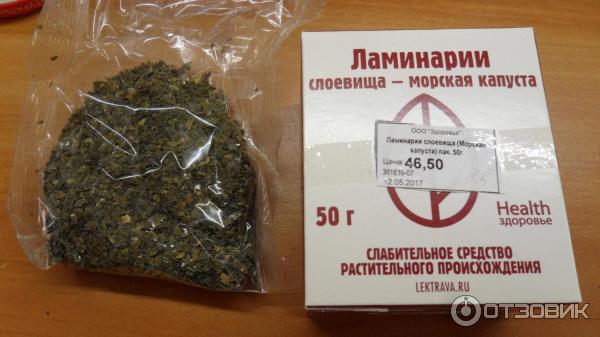 Ламинарии
слоевища – морская капуста
ООО "Здоровье"
Ламинарии слоевища (Морская
капуста) пак. 50г
Цена: 46,50
301639-07
12.05.2017
50 г
Health
здоровье
СЛАБИТЕЛЬНОЕ СРЕДСТВО
РАСТИТЕЛЬНОГО ПРОИСХОЖДЕНИЯ
LEKTRAVA.RU
ОТЗОВИК